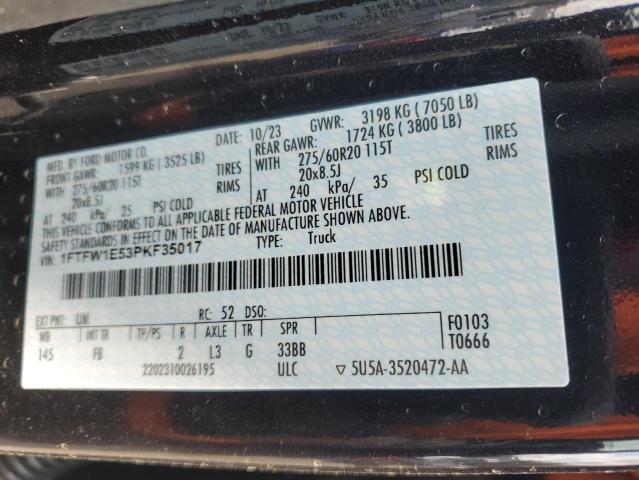 MFD. BY FORD MOTOR CO.
DATE: 10/23 GVWR: 3198 KG (7050 LB)
FRONT GAWR: 1599 KG (3525 LB)
REAR GAWR: 1724 KG (3800 LB)
WITH 275/60R20 115T TIRES
WITH 275/60R20 115T TIRES
20x8.5J RIMS
20x8.5J RIMS
AT 240 kPa/ 35 PSI COLD
AT 240 kPa/ 35 PSI COLD
THIS VEHICLE CONFORMS TO ALL APPLICABLE FEDERAL MOTOR VEHICLE
SAFETY STANDARDS IN EFFECT ON THE DATE OF MANUFACTURE SHOWN ABOVE.
VIN: 1FTFW1E53PKF35017 TYPE: Truck
EXT PNT: UM RC: 52 DSO:
WB INT TR TP/PS R AXLE TR SPR
145 FB 2 L3 G 33BB
F0103
T0666
2202310026195 ULC ▽ 5U5A-3520472-AA